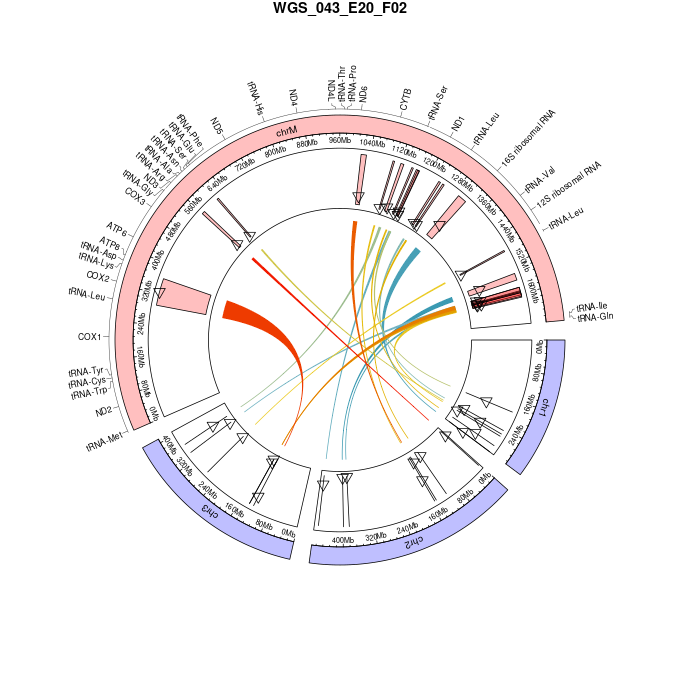 WGS_043_E20_F02
tRNA-Met
ND2
tRNA-Trp
tRNA-Cys
tRNA-Tyr
COX1
tRNA-Leu
COX2
tRNA-Lys
tRNA-Asp
ATP8
ATP6
COX3
tRNA-Gly
ND3
tRNA-Arg
tRNA-Ala
tRNA-Asn
tRNA-Ser
tRNA-Glu
tRNA-Phe
ND5
tRNA-His
ND4
ND4L
tRNA-Thr
tRNA-Pro
ND6
CYTB
tRNA-Ser
ND1
tRNA-Leu
16S ribosomal RNA
tRNA-Val
12S ribosomal RNA
tRNA-Leu
tRNA-Ile
tRNA-Gln
chrM
0Mb
80Mb
160Mb
240Mb
320Mb
400Mb
480Mb
560Mb
640Mb
720Mb
800Mb
880Mb
960Mb
1040Mb
1120Mb
1200Mb
1280Mb
1360Mb
1440Mb
1520Mb
1600Mb
chr1
0Mb
80Mb
160Mb
240Mb
chr2
0Mb
80Mb
160Mb
240Mb
320Mb
400Mb
chr3
0Mb
80Mb
160Mb
240Mb
320Mb
400Mb